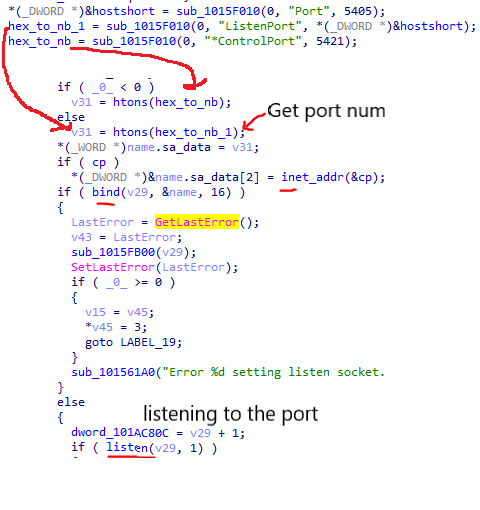 *(_DWORD *)&hostshort = sub_1015F010(0, "Port", 5405);
hex_to_nb_1 = sub_1015F010(0, "ListenPort", *(_DWORD *)&hostshort);
hex_to_nb = sub_1015F010(0, "*ControlPort", 5421);
if ( _0_ < 0 )
v31 = htons(hex_to_nb);
else
v31 = htons(hex_to_nb_1);
Get port num
*(_WORD *)name.sa_data = v31;
if ( cp )
*(_DWORD *)&name.sa_data[2] = inet_addr(&cp);
if ( bind(v29, &name, 16) )
{
LastError = GetLastError();
v43 = LastError;
sub_1015FB00(v29);
SetLastError(LastError);
if ( _0_ >= 0 )
{
v15 = v45;
*v45 = 3;
goto LABEL_19;
}
sub_101561A0("Error %d setting listen socket.
}
else
{
listening to the port
dword_101AC80C = v29 + 1;
if ( listen(v29, 1) )